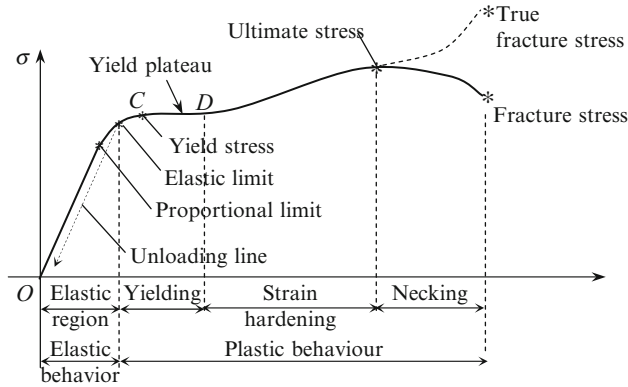 True
fracture stress
Ultimate stress
σ
Yield plateau
C
D
Fracture stress
Yield stress
Elastic limit
Proportional limit
Unloading line
O
Elastic
region
Yielding
Strain
hardening
Necking
Elastic
behavior
Plastic behaviour